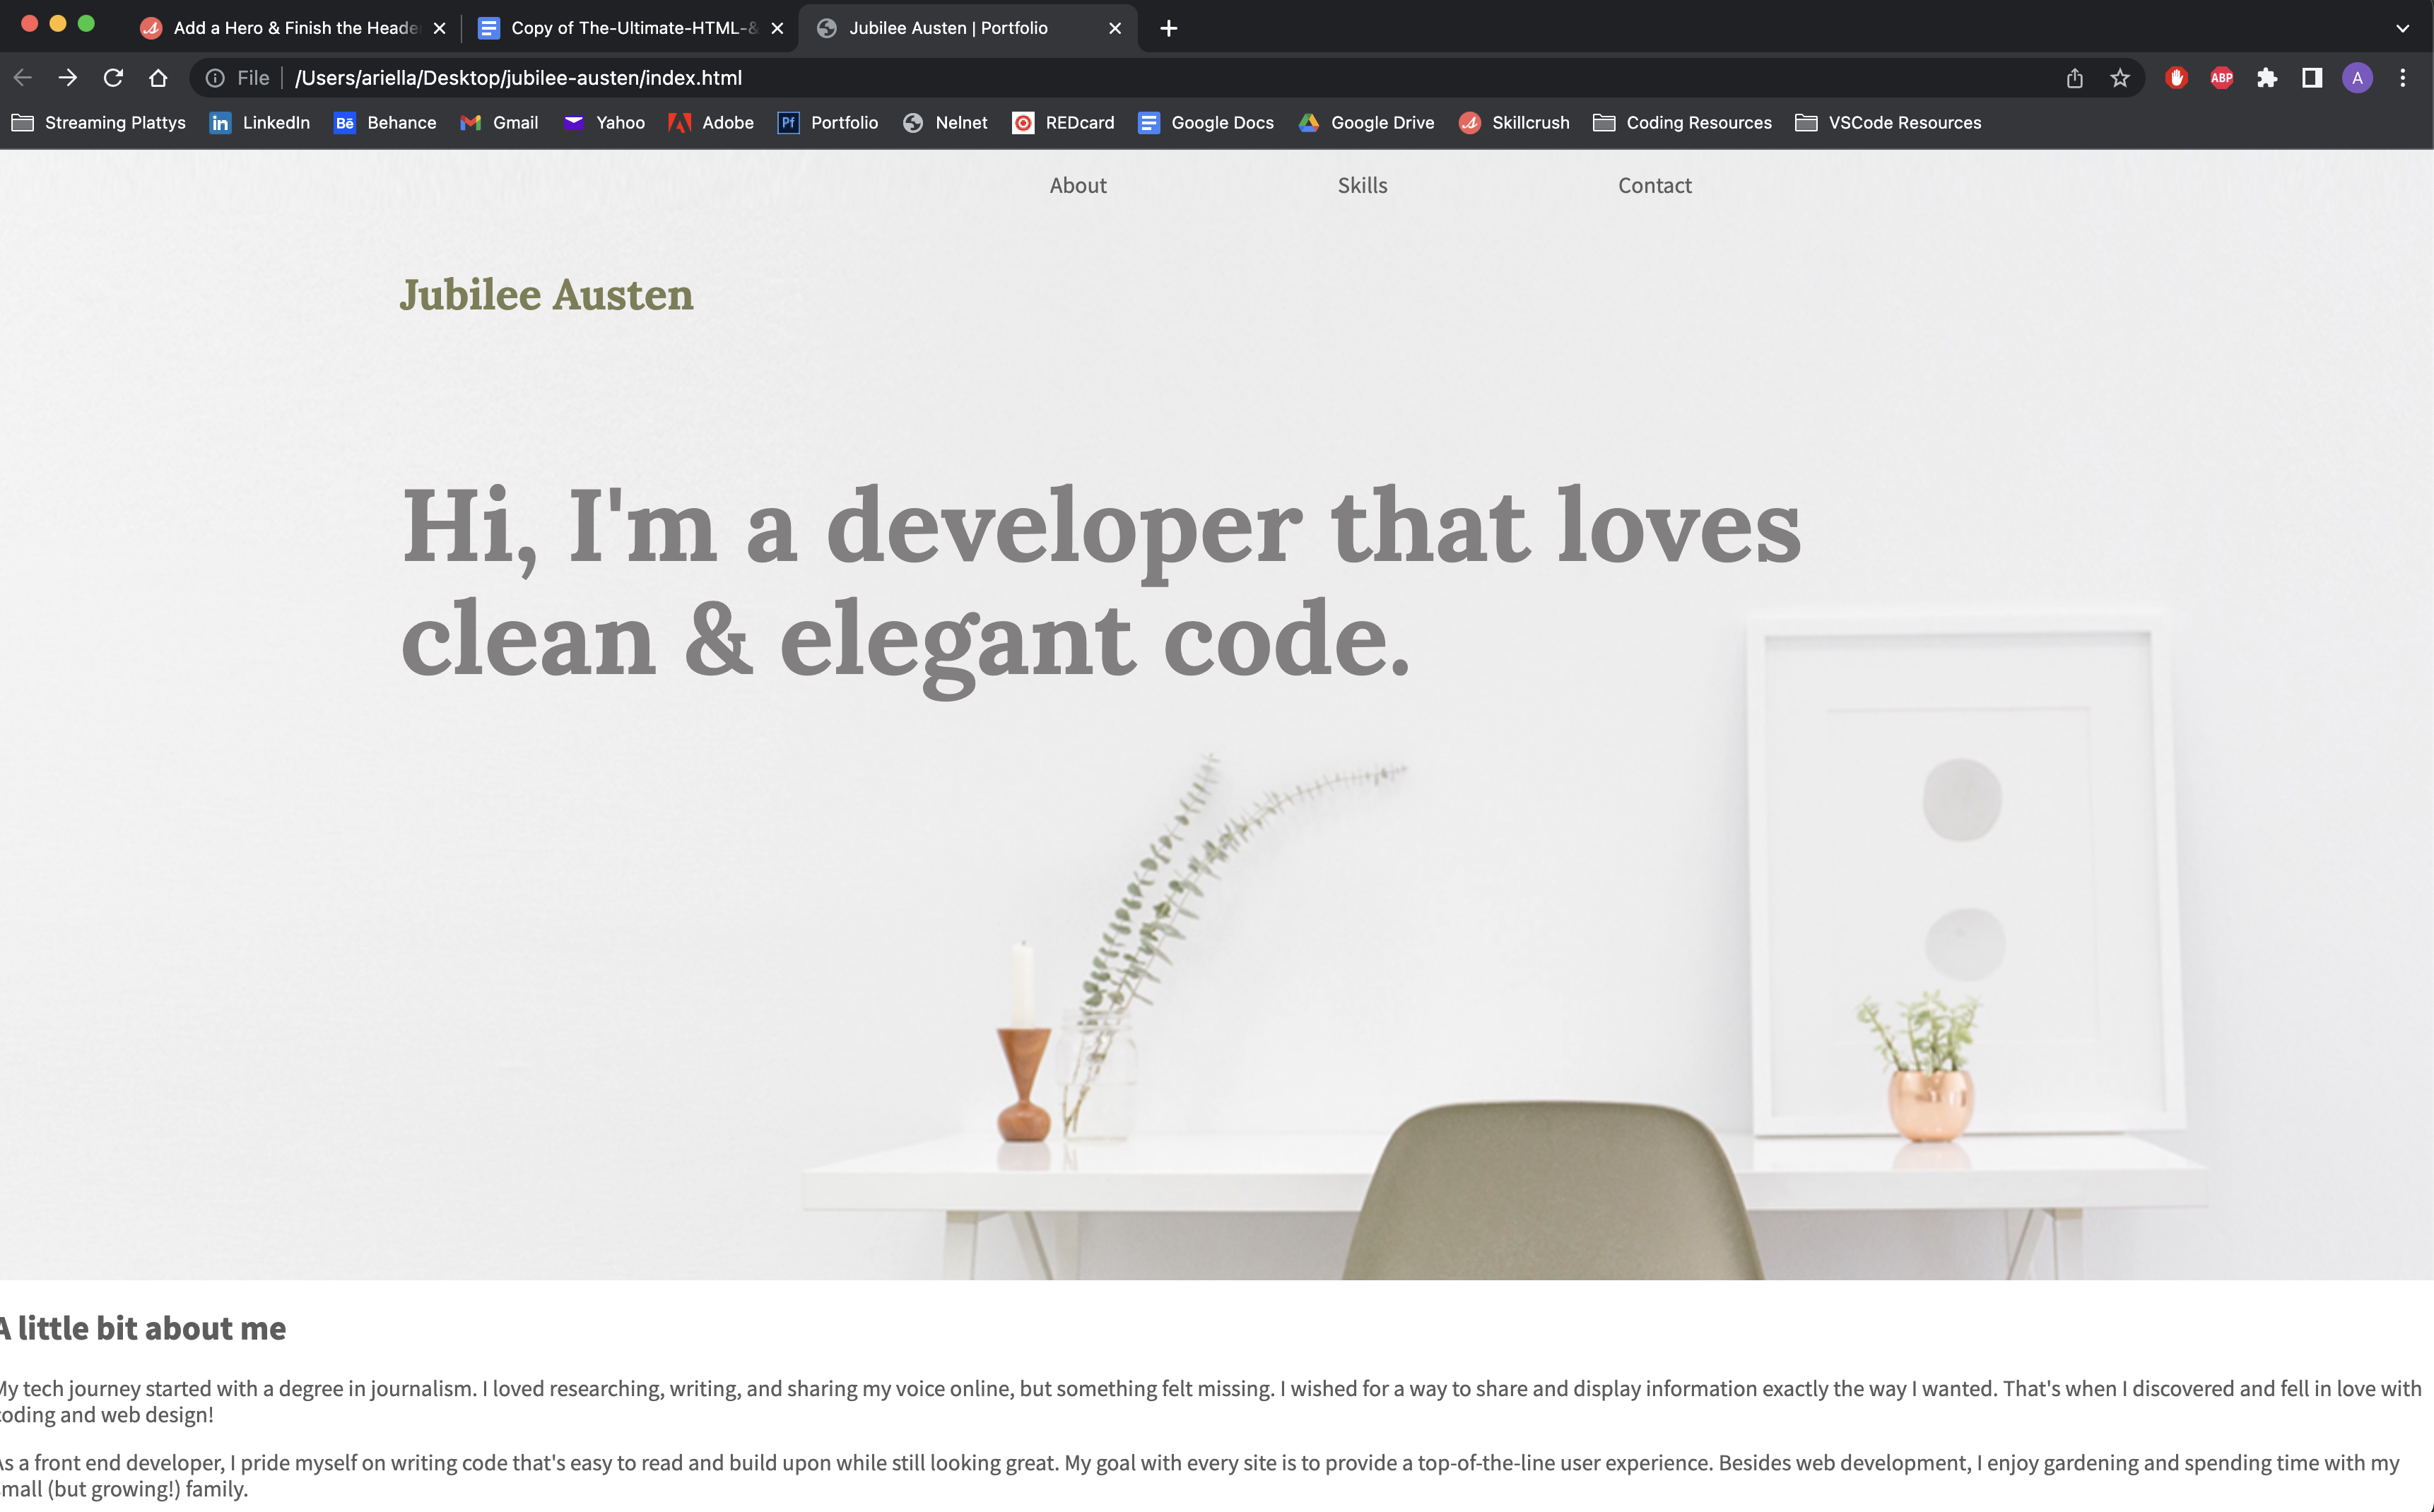 Add a Hero & Finish the Heade
Copy of The-Ultimate-HTML-&
Jubilee Austen | Portfolio
File
/Users/ariella/Desktop/jubilee-austen/index.html
ABP
A
Streaming Plattys
in LinkedIn
Bē Behance
Gmail
Yahoo
Adobe
Pf Portfolio
Nelnet
REDcard
Google Docs
Google Drive
Skillcrush
Coding Resources
VSCode Resources
About
Skills
Contact
Jubilee Austen
Hi, I'm a developer that loves
clean & elegant code.
A little bit about me
My tech journey started with a degree in journalism. I loved researching, writing, and sharing my voice online, but something felt missing. I wished for a way to share and display information exactly the way I wanted. That's when I discovered and fell in love with
coding and web design!
As a front end developer, I pride myself on writing code that's easy to read and build upon while still looking great. My goal with every site is to provide a top-of-the-line user experience. Besides web development, I enjoy gardening and spending time with my
small (but growing!) family.